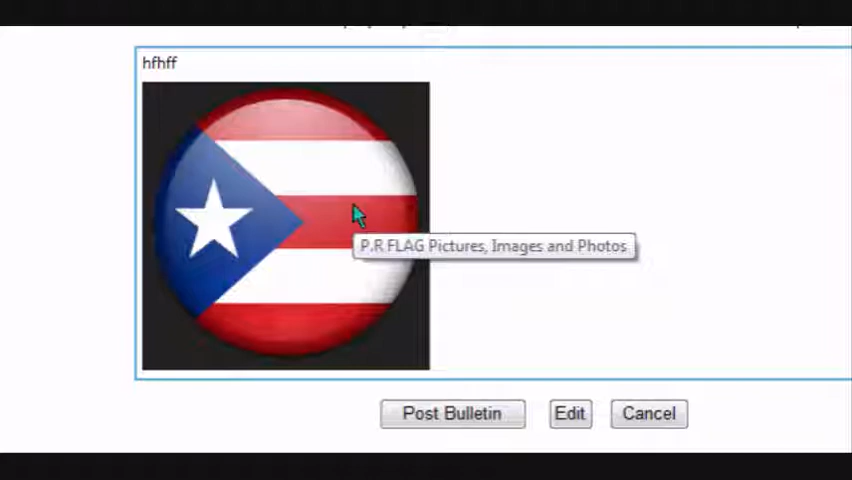 hfhff
P.R FLAG Pictures, Images and Photos
Post Bulletin
Edit
Cancel